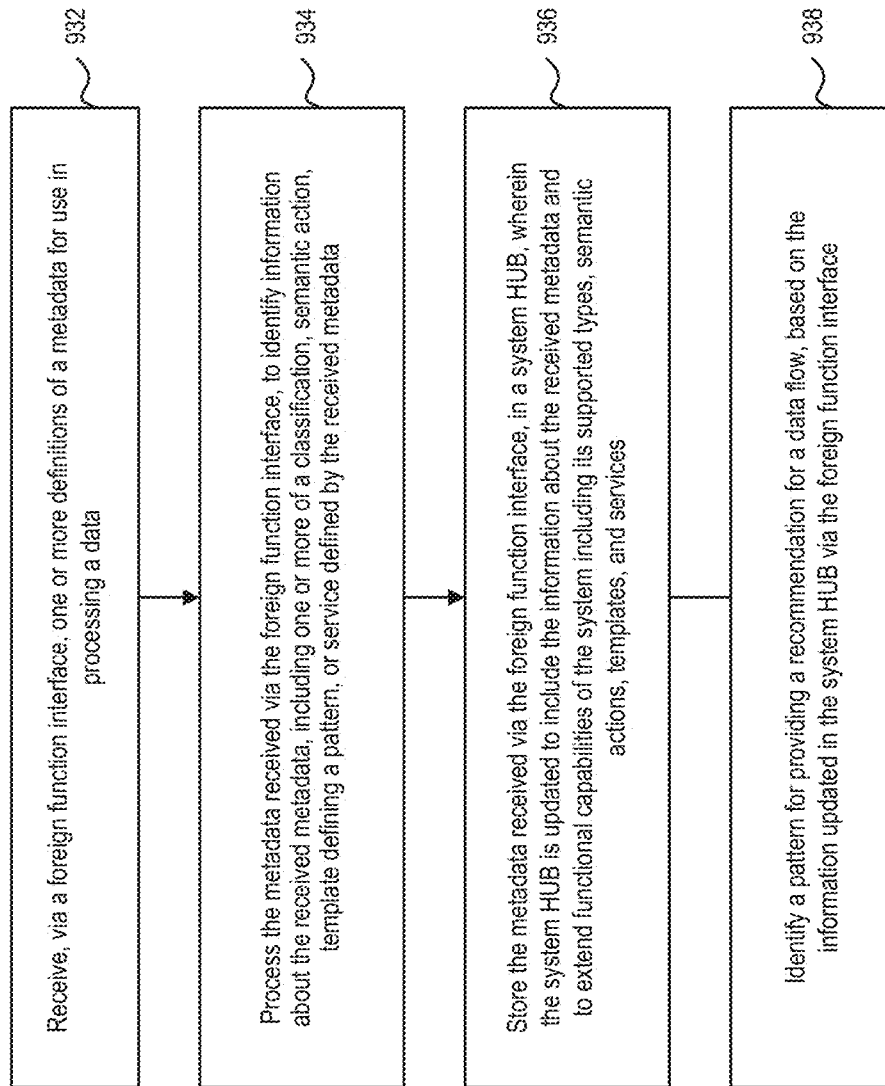 Receive, via a foreign function interface, one or more definitions of a metadata for use in
processing a data
932
Process the metadata received via the foreign function interface, to identify information
about the received metadata, including one or more of a classification, semantic action,
template defining a pattern, or service defined by the received metadata
934
Store the metadata received via the foreign function interface, in a system HUB, wherein
the system HUB is updated to include the information about the received metadata and
to extend functional capabilities of the system including its supported types, semantic
actions, templates, and services
936
Identify a pattern for providing a recommendation for a data flow, based on the
information updated in the system HUB via the foreign function interface
938